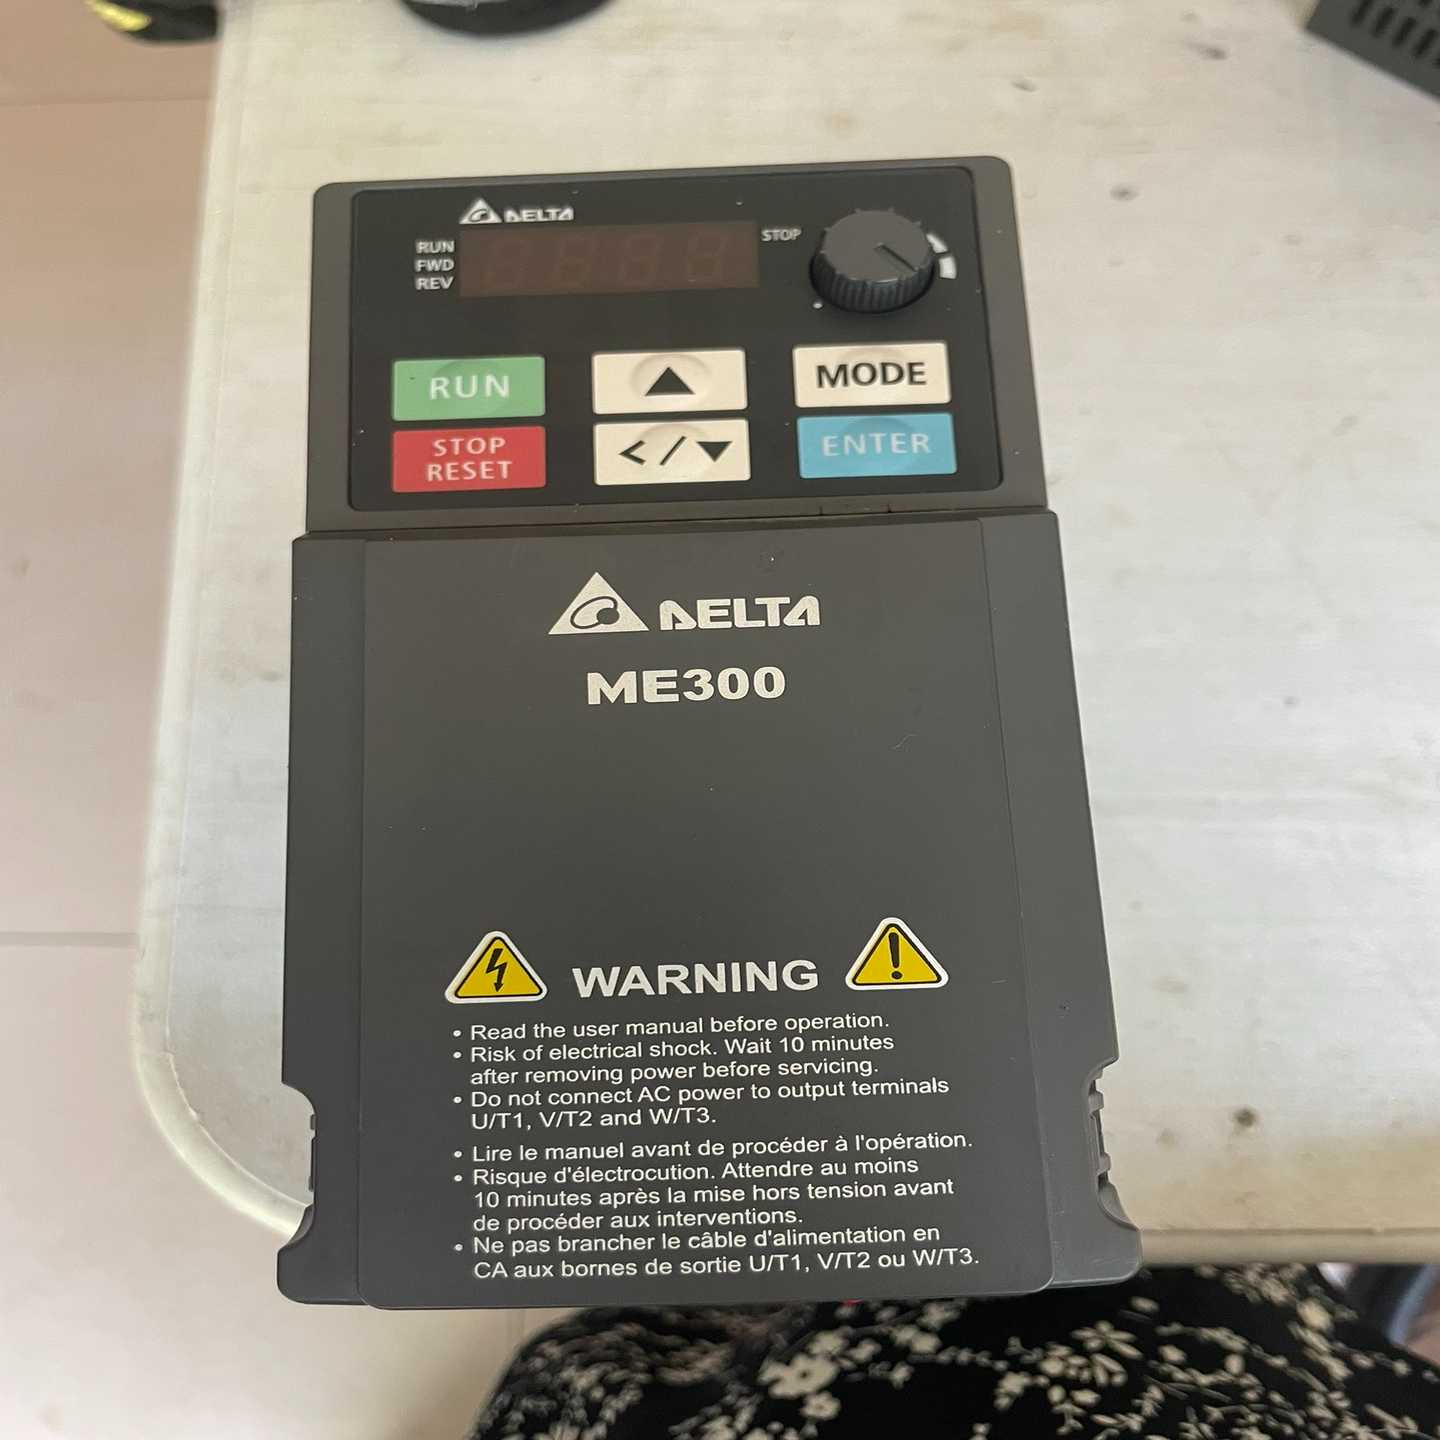 DELTA
RUN
FWD
REV
STOP
RUN
▲
MODE
STOP
RESET
< / ▼
ENTER
DELTA
ME300
WARNING
• Read the user manual before operation.
• Risk of electrical shock. Wait 10 minutes
after removing power before servicing.
• Do not connect AC power to output terminals
U/T1, V/T2 and W/T3.
• Lire le manuel avant de procéder à l'opération.
• Risque d'électrocution. Attendre au moins
10 minutes après la mise hors tension avant
de procéder aux interventions.
• Ne pas brancher le câble d'alimentation en
CA aux bornes de sortie U/T1, V/T2 ou W/T3.